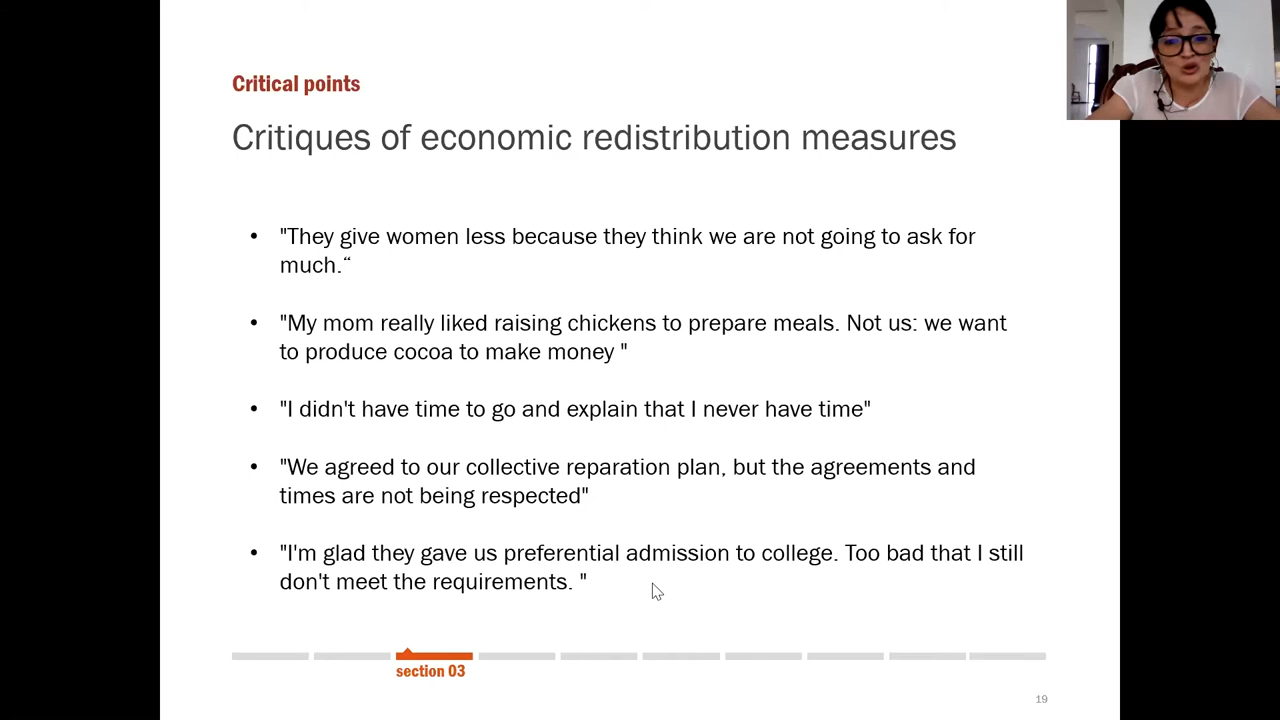 Critical points
Critiques of economic redistribution measures
• "They give women less because they think we are not going to ask for
much.“
• "My mom really liked raising chickens to prepare meals. Not us: we want
to produce cocoa to make money "
• "I didn't have time to go and explain that I never have time"
• "We agreed to our collective reparation plan, but the agreements and
times are not being respected"
• "I'm glad they gave us preferential admission to college. Too bad that I still
don't meet the requirements. "
section 03
19